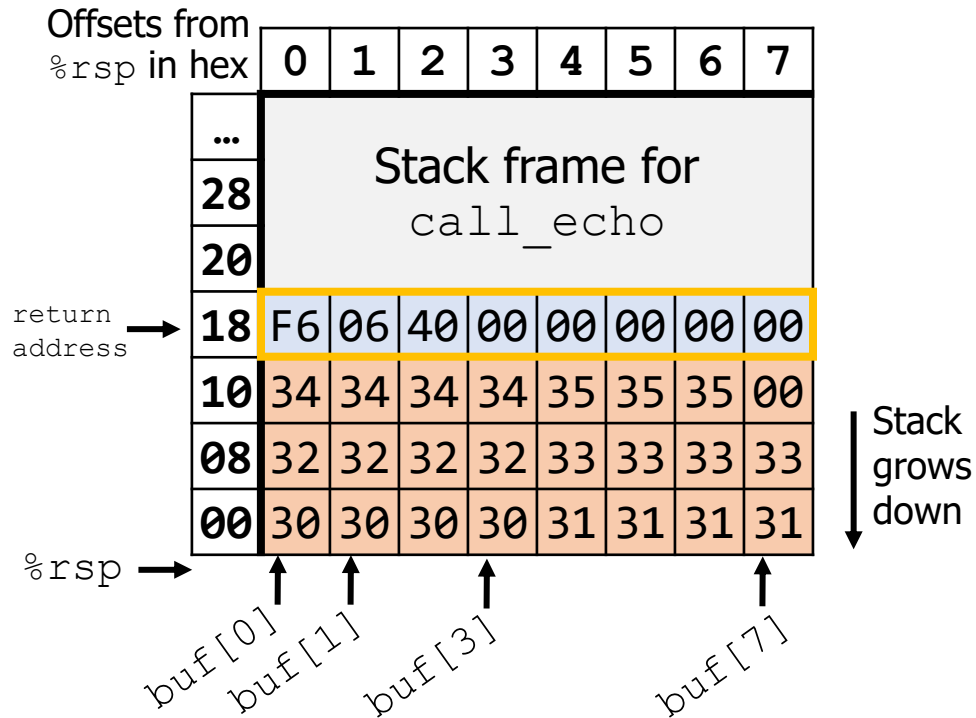 Offsets from
%rsp in hex 0 1 2 3 4 5 6 7
…
Stack frame for
28
call_echo
20
return
address
18 F6 06 40 00 00 00 00 00
10 34 34 34 34 35 35 35 00
08 32 32 32 32 33 33 33 33
00 30 30 30 30 31 31 31 31
Stack
grows
down
%rsp
buf[0]
buf[1]
buf[3]
buf[7]